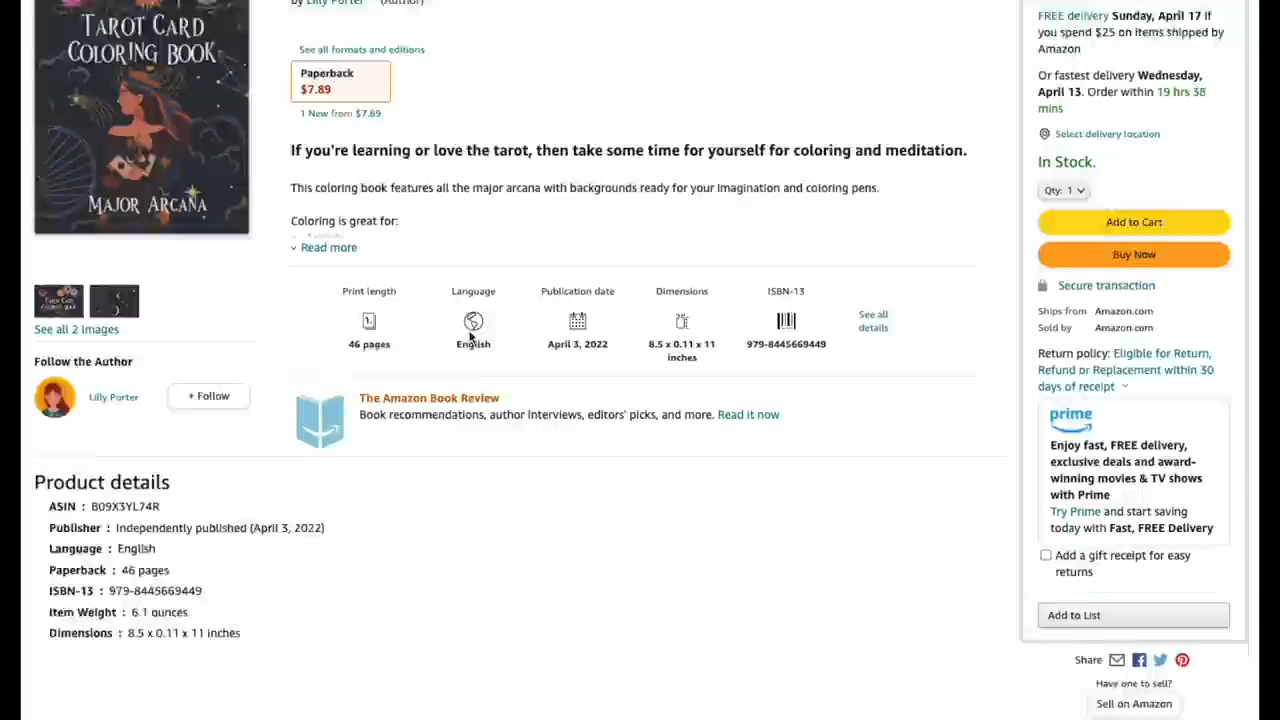 TAROT CARD
COLORING BOOK
MAJOR ARCANA
See all 2 images
Follow the Author
Lilly Porter
+ Follow
by Lilly Porter (Author)
See all formats and editions
Paperback
$7.89
1 New from $7.89
If you're learning or love the tarot, then take some time for yourself for coloring and meditation.
This coloring book features all the major arcana with backgrounds ready for your imagination and coloring pens.
Coloring is great for:
Read more
Print length
46 pages
Language
English
Publication date
April 3, 2022
Dimensions
8.5 x 0.11 x 11
inches
ISBN-13
979-8445669449
See all
details
The Amazon Book Review
Book recommendations, author interviews, editors' picks, and more. Read it now
Product details
ASIN : B09X3YL74R
Publisher : Independently published (April 3, 2022)
Language : English
Paperback : 46 pages
ISBN-13 : 979-8445669449
Item Weight : 6.1 ounces
Dimensions : 8.5 x 0.11 x 11 inches
FREE delivery Sunday, April 17 if
you spend $25 on items shipped by
Amazon
Or fastest delivery Wednesday,
April 13. Order within 19 hrs 38
mins
Select delivery location
In Stock.
Qty: 1
Add to Cart
Buy Now
Secure transaction
Ships from Amazon.com
Sold by Amazon.com
Return policy: Eligible for Return,
Refund or Replacement within 30
days of receipt
prime
Enjoy fast, FREE delivery,
exclusive deals and award-
winning movies & TV shows
with Prime
Try Prime and start saving
today with Fast, FREE Delivery
Add a gift receipt for easy
returns
Add to List
Share
Have one to sell?
Sell on Amazon